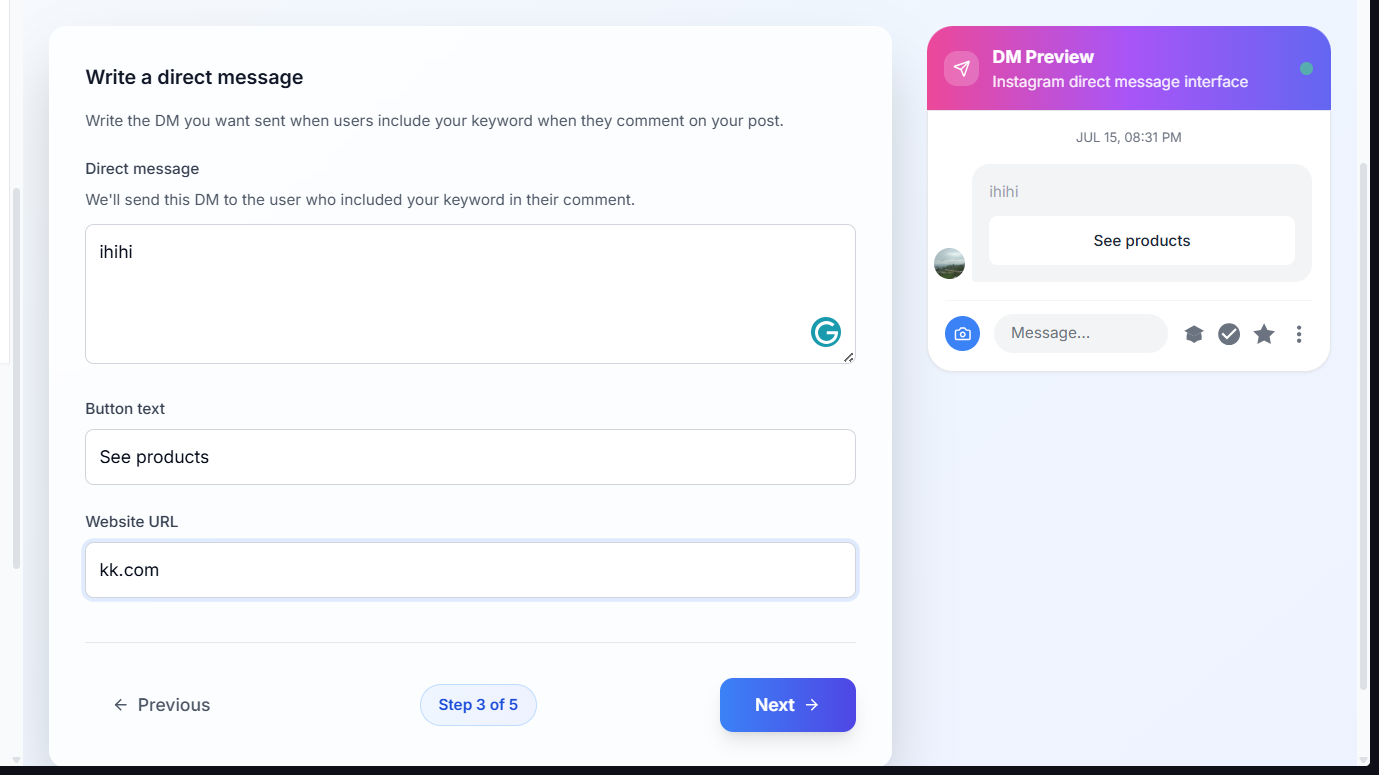 Write a direct message
Write the DM you want sent when users include your keyword when they comment on your post.
Direct message
We'll send this DM to the user who included your keyword in their comment.
ihihi
Button text
See products
Website URL
kk.com
Previous
Step 3 of 5
Next
DM Preview
Instagram direct message interface
JUL 15, 08:31 PM
ihihi
See products
Message...